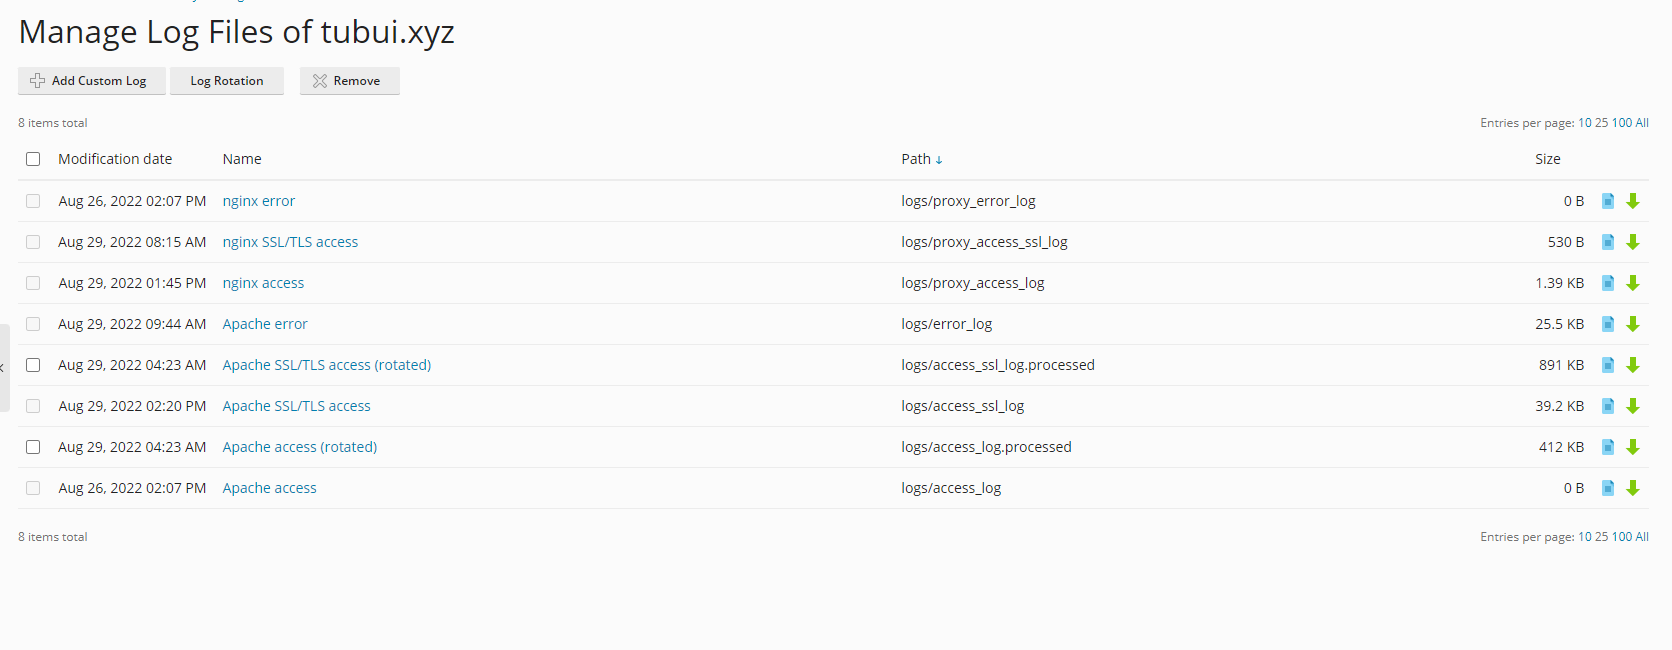 Manage Log Files of tubui.xyz
Add Custom Log Log Rotation Remove
8 items total Entries per page: 10 25 100 All
Modification date Name Path ↓ Size
Aug 26, 2022 02:07 PM nginx error logs/proxy_error_log 0 B
Aug 29, 2022 08:15 AM nginx SSL/TLS access logs/proxy_access_ssl_log 530 B
Aug 29, 2022 01:45 PM nginx access logs/proxy_access_log 1.39 KB
Aug 29, 2022 09:44 AM Apache error logs/error_log 25.5 KB
Aug 29, 2022 04:23 AM Apache SSL/TLS access (rotated) logs/access_ssl_log.processed 891 KB
Aug 29, 2022 02:20 PM Apache SSL/TLS access logs/access_ssl_log 39.2 KB
Aug 29, 2022 04:23 AM Apache access (rotated) logs/access_log.processed 412 KB
Aug 26, 2022 02:07 PM Apache access logs/access_log 0 B
8 items total Entries per page: 10 25 100 All